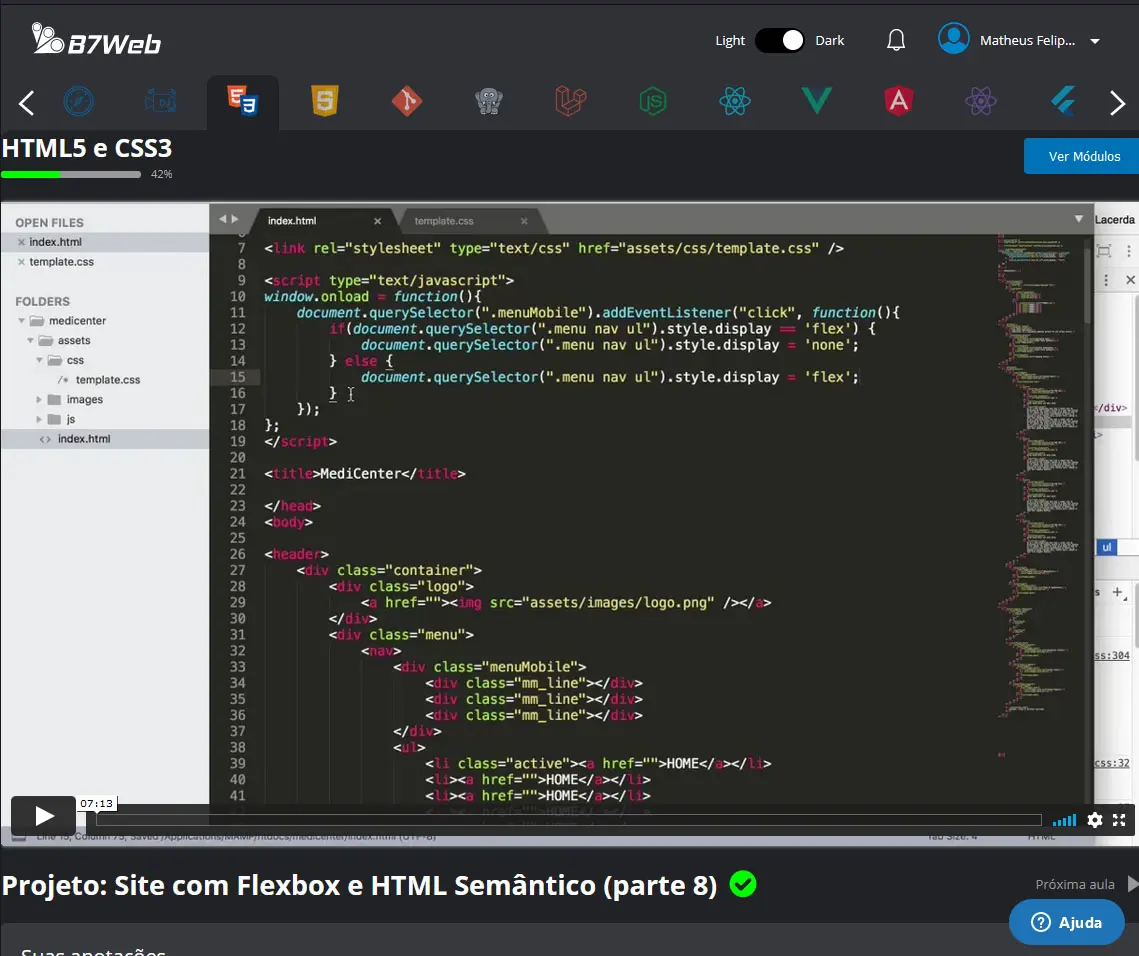 B7Web
Light
Dark
Matheus Felip...
HTML5 e CSS3
42%
Ver Módulos
OPEN FILES
× index.html
× template.css
FOLDERS
medicenter
assets
css
/* template.css
images
js
<> index.html
index.html ×
template.css ×
Lacerda
7 <link rel="stylesheet" type="text/css" href="assets/css/template.css" />
8
9 <script type="text/javascript">
10 window.onload = function(){
11 document.querySelector(".menuMobile").addEventListener("click", function(){
12 if(document.querySelector(".menu nav ul").style.display == 'flex') {
13 document.querySelector(".menu nav ul").style.display = 'none';
14 } else {
15 document.querySelector(".menu nav ul").style.display = 'flex';
16 }
17 });
18 };
19 </script>
20
21 <title>MediCenter</title>
22
23 </head>
24 <body>
25
26 <header>
27 <div class="container">
28 <div class="logo">
29 <a href=""><img src="assets/images/logo.png" /></a>
30 </div>
31 <div class="menu">
32 <nav>
33 <div class="menuMobile">
34 <div class="mm_line"></div>
35 <div class="mm_line"></div>
36 <div class="mm_line"></div>
37 </div>
38 <ul>
39 <li class="active"><a href="">HOME</a></li>
40 <li><a href="">HOME</a></li>
41 <li><a href="">HOME</a></li>
</div>
ul
ss:304
css:32
07:13
Line 15, Column 75; Saved /Applications/MAMP/htdocs/medicenter/index.html (UTF-8)
Tab Size: 4
HTML
Projeto: Site com Flexbox e HTML Semântico (parte 8)
Próxima aula
Ajuda
Suas anotações